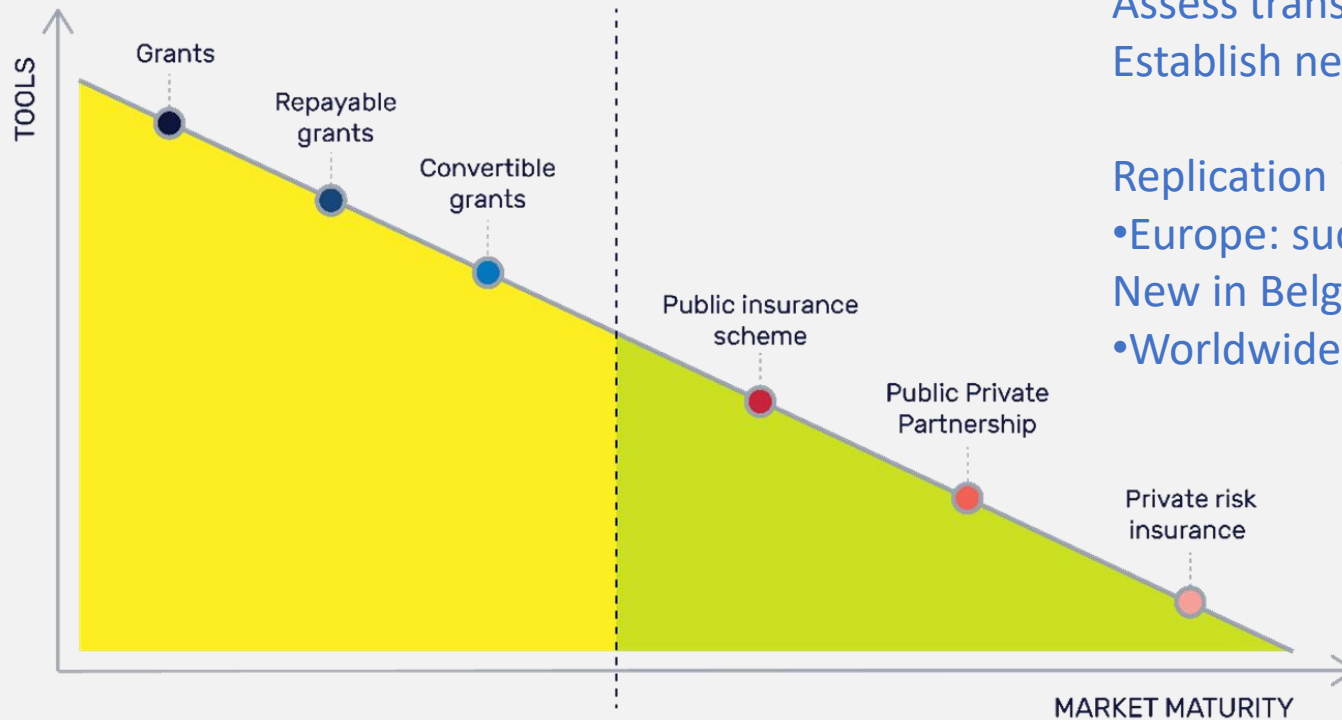 TOOLS
Grants
Repayable
grants
Convertible
grants
Public insurance
scheme
Public Private
Partnership
Private risk
insurance
MARKET MATURITY
Assess
Establish
Replication
•Europe:
New in
•Worldwide